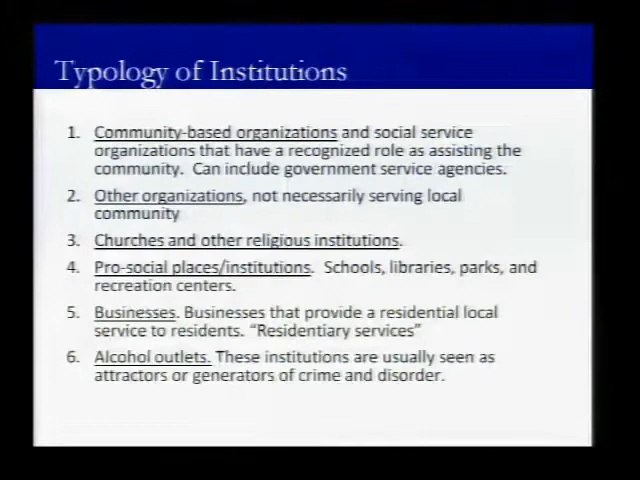 Typology of Institutions
1. Community-based organizations and social service
organizations that have a recognized role as assisting the
community. Can include government service agencies.
2. Other organizations, not necessarily serving local
community
3. Churches and other religious institutions.
4. Pro-social places/institutions. Schools, libraries, parks, and
recreation centers.
5. Businesses. Businesses that provide a residential local
service to residents. “Residentiary services”
6. Alcohol outlets. These institutions are usually seen as
attractors or generators of crime and disorder.